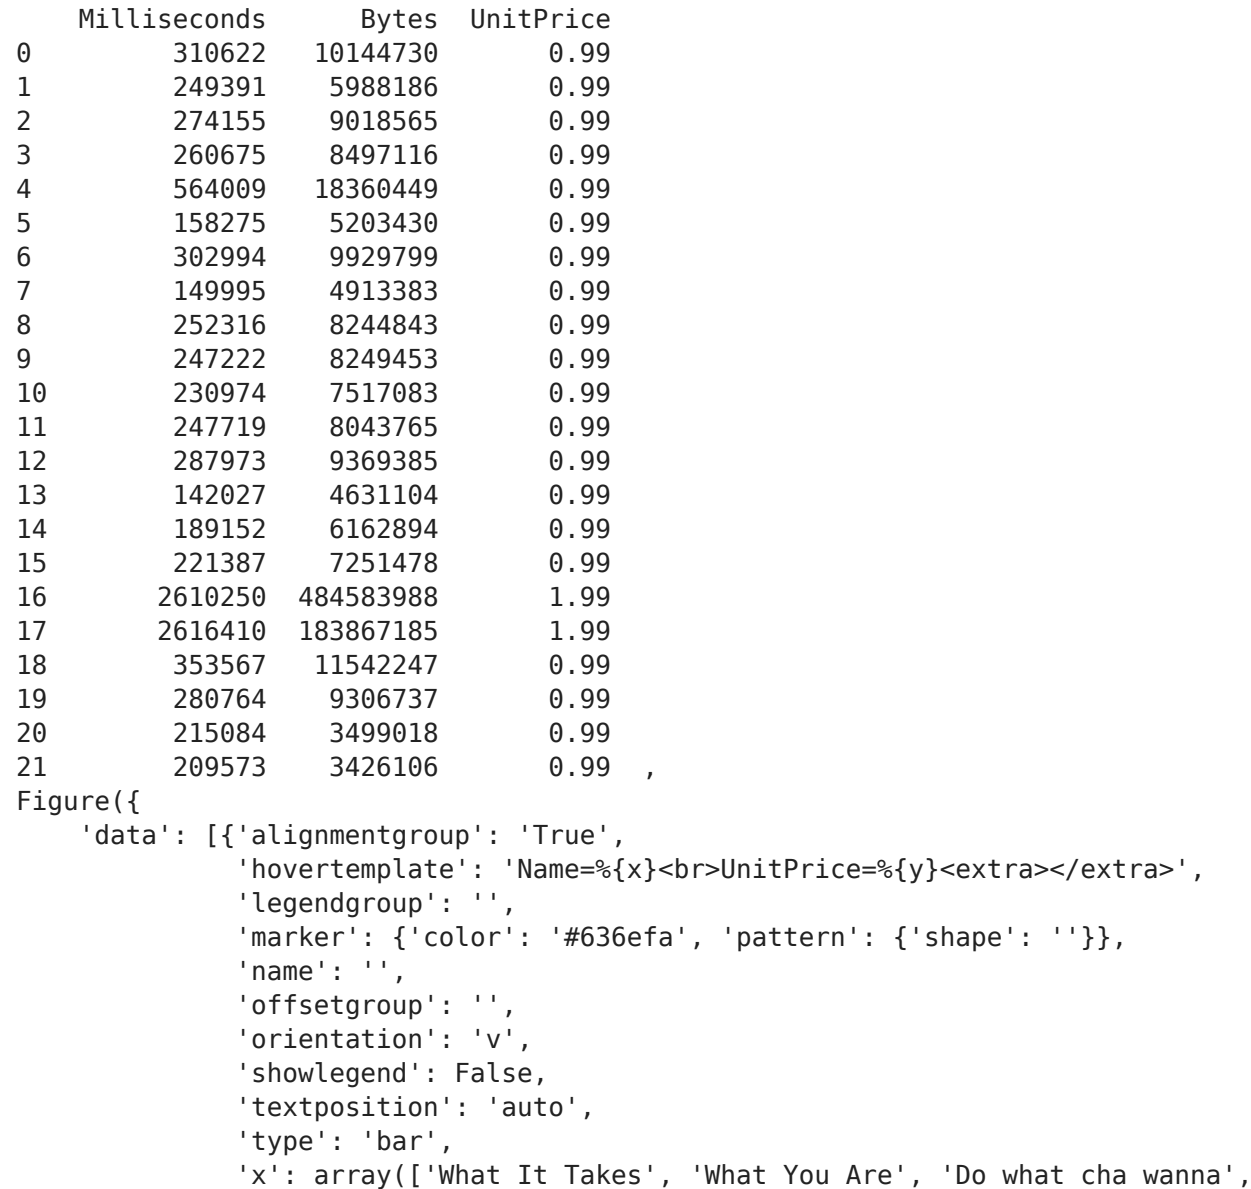 Milliseconds      Bytes  UnitPrice
0         310622   10144730       0.99
1         249391    5988186       0.99
2         274155    9018565       0.99
3         260675    8497116       0.99
4         564009   18360449       0.99
5         158275    5203430       0.99
6         302994    9929799       0.99
7         149995    4913383       0.99
8         252316    8244843       0.99
9         247222    8249453       0.99
10        230974    7517083       0.99
11        247719    8043765       0.99
12        287973    9369385       0.99
13        142027    4631104       0.99
14        189152    6162894       0.99
15        221387    7251478       0.99
16       2610250  484583988       1.99
17       2616410  183867185       1.99
18        353567   11542247       0.99
19        280764    9306737       0.99
20        215084    3499018       0.99
21        209573    3426106       0.99  ,
Figure({
    'data': [{'alignmentgroup': 'True',
              'hovertemplate': 'Name=%{x}<br>UnitPrice=%{y}<extra></extra>',
              'legendgroup': '',
              'marker': {'color': '#636efa', 'pattern': {'shape': ''}},
              'name': '',
              'offsetgroup': '',
              'orientation': 'v',
              'showlegend': False,
              'textposition': 'auto',
              'type': 'bar',
              'x': array(['What It Takes', 'What You Are', 'Do what cha wanna',